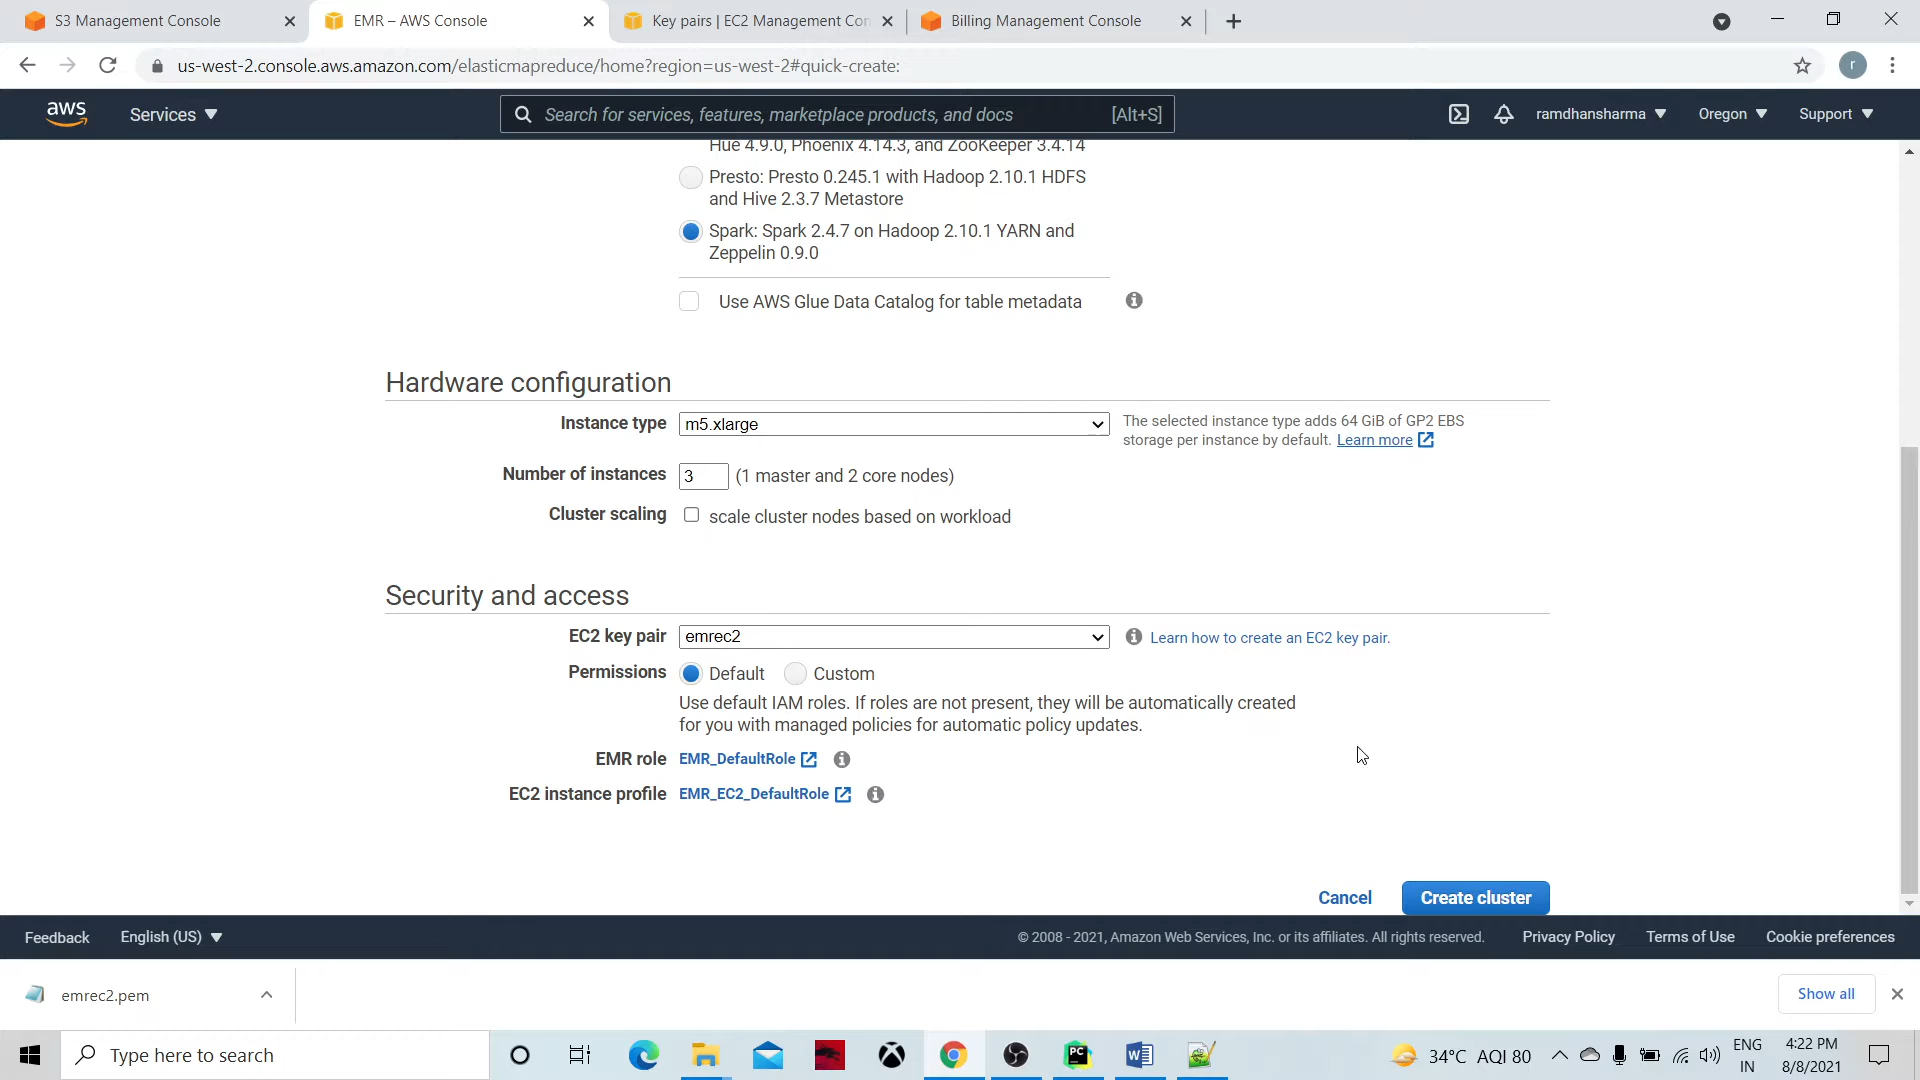 S3 Management Console
EMR – AWS Console
Key pairs | EC2 Management Con
Billing Management Console
us-west-2.console.aws.amazon.com/elasticmapreduce/home?region=us-west-2#quick-create:
r
aws
Services
Search for services, features, marketplace products, and docs
[Alt+S]
ramdhansharma
Oregon
Support
Hue 4.9.0, Phoenix 4.14.3, and ZooKeeper 3.4.14
Presto: Presto 0.245.1 with Hadoop 2.10.1 HDFS
and Hive 2.3.7 Metastore
Spark: Spark 2.4.7 on Hadoop 2.10.1 YARN and
Zeppelin 0.9.0
Use AWS Glue Data Catalog for table metadata
Hardware configuration
Instance type
m5.xlarge
The selected instance type adds 64 GiB of GP2 EBS
storage per instance by default. Learn more
Number of instances
3
(1 master and 2 core nodes)
Cluster scaling
scale cluster nodes based on workload
Security and access
EC2 key pair
emrec2
Learn how to create an EC2 key pair.
Permissions
Default
Custom
Use default IAM roles. If roles are not present, they will be automatically created
for you with managed policies for automatic policy updates.
EMR role
EMR_DefaultRole
EC2 instance profile
EMR_EC2_DefaultRole
Cancel
Create cluster
Feedback
English (US)
© 2008 - 2021, Amazon Web Services, Inc. or its affiliates. All rights reserved.
Privacy Policy
Terms of Use
Cookie preferences
emrec2.pem
Show all
Type here to search
PC
W
34°C AQI 80
ENG
IN
4:22 PM
8/8/2021